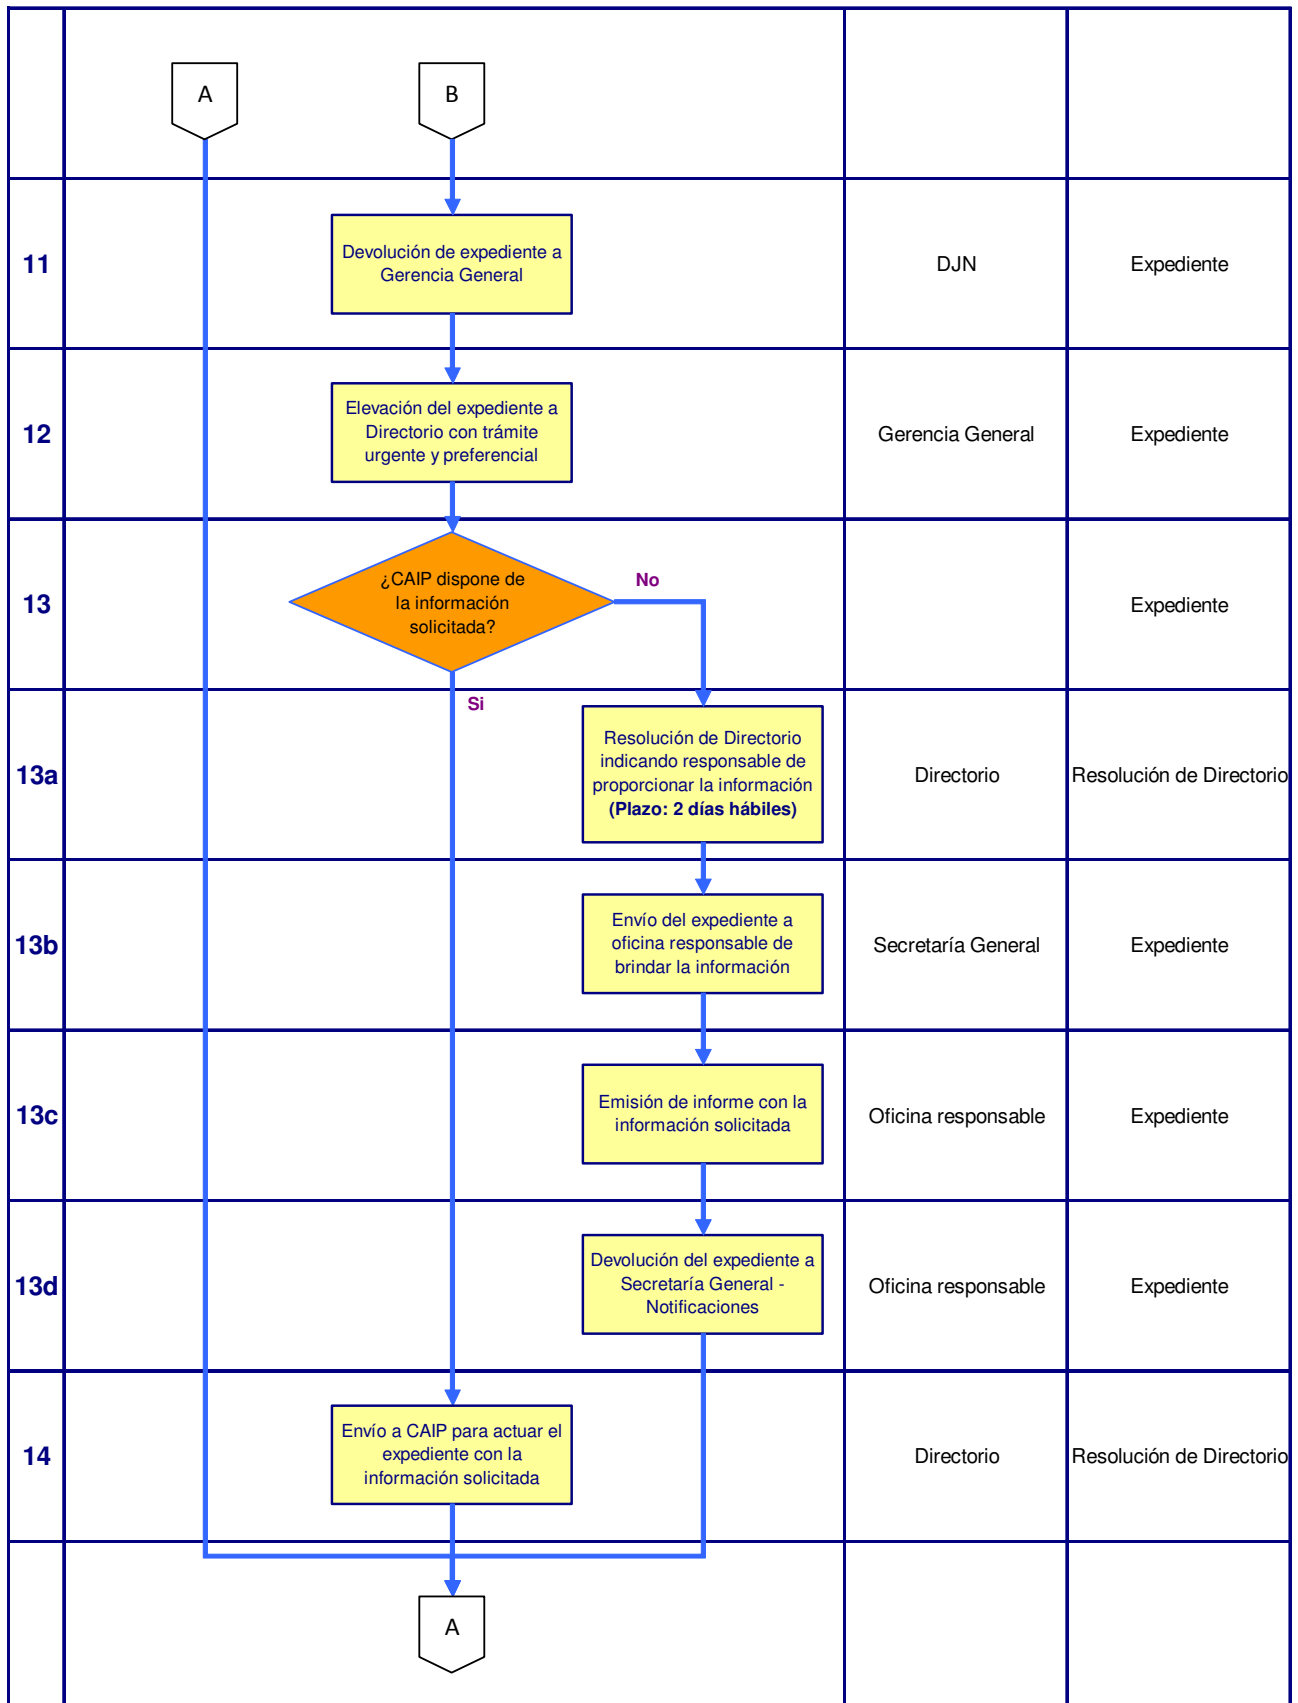 A
B
11
Devolución de expediente a
Gerencia General
DJN
Expediente
12
Elevación del expediente a
Directorio con trámite
urgente y preferencial
Gerencia General
Expediente
13
¿CAIP dispone de
la información
solicitada?
No
Expediente
Si
13a
Resolución de Directorio
indicando responsable de
proporcionar la información
(Plazo: 2 días hábiles)
Directorio
Resolución de Directorio
13b
Envío del expediente a
oficina responsable de
brindar la información
Secretaría General
Expediente
13c
Emisión de informe con la
información solicitada
Oficina responsable
Expediente
13d
Devolución del expediente a
Secretaría General -
Notificaciones
Oficina responsable
Expediente
14
Envío a CAIP para actuar el
expediente con la
información solicitada
Directorio
Resolución de Directorio
A